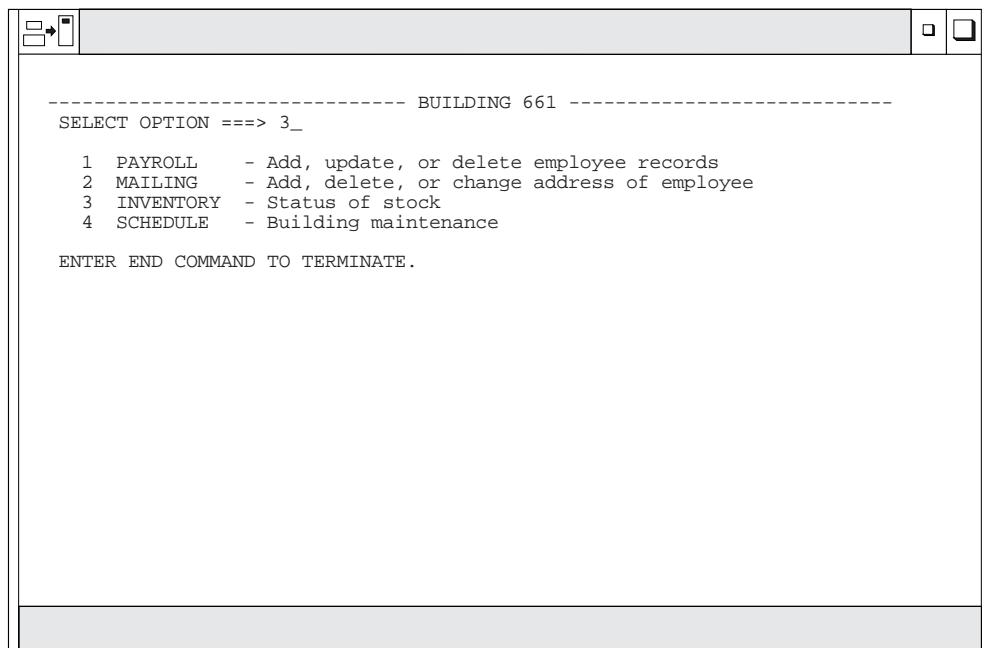 ------------------------------- BUILDING 661 ----------------------------
SELECT OPTION ===> 3_
1 PAYROLL - Add, update, or delete employee records
2 MAILING - Add, delete, or change address of employee
3 INVENTORY - Status of stock
4 SCHEDULE - Building maintenance
ENTER END COMMAND TO TERMINATE.